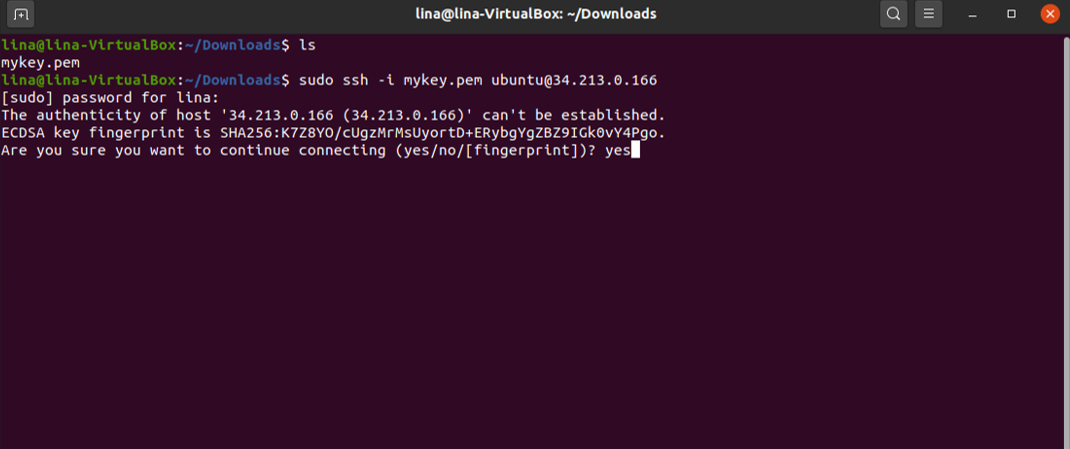 lina@lina-VirtualBox: ~/Downloads
lina@lina-VirtualBox:~/Downloads$ ls
mykey.pem
lina@lina-VirtualBox:~/Downloads$ sudo ssh -i mykey.pem ubuntu@34.213.0.166
[sudo] password for lina:
The authenticity of host '34.213.0.166 (34.213.0.166)' can't be established.
ECDSA key fingerprint is SHA256:K7Z8YO/cUgzMrMsUyortD+ERybgYgZBZ9IGk0vY4Pgo.
Are you sure you want to continue connecting (yes/no/[fingerprint])? yes